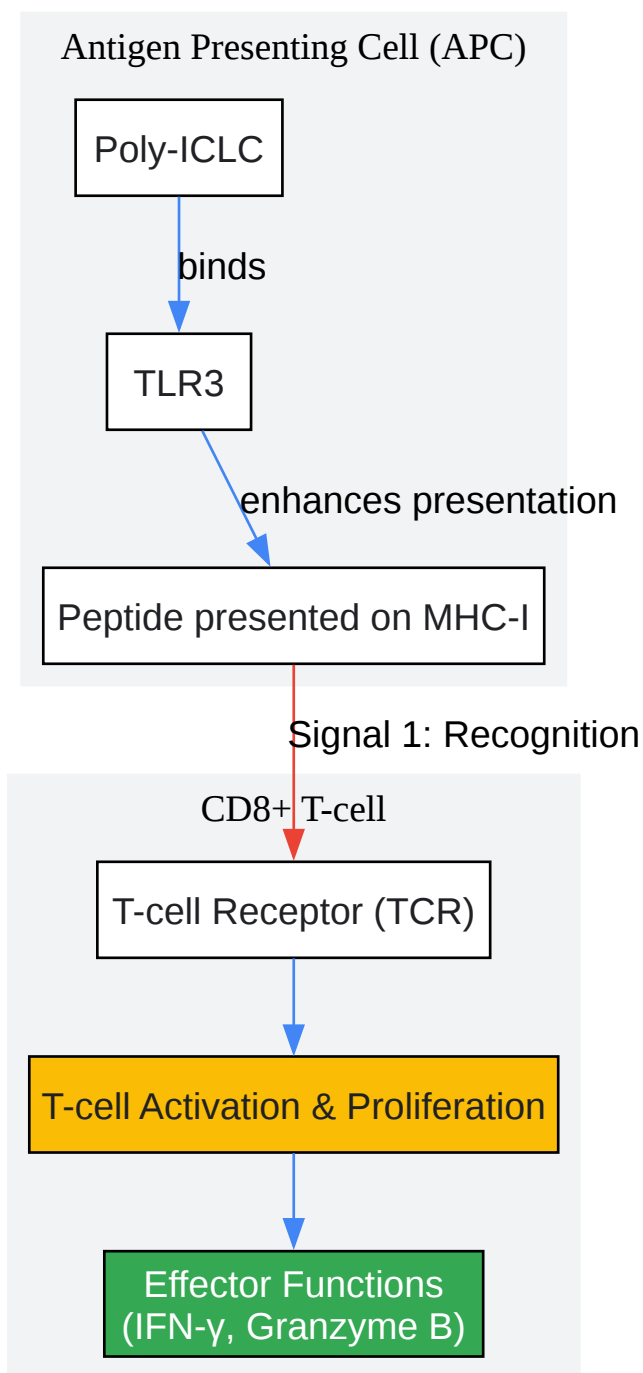 Antigen Presenting Cell (APC)
Poly-ICLC
binds
TLR3
enhances presentation
Peptide presented on MHC-I
Signal 1: Recognition
CD8+ T-cell
T-cell Receptor (TCR)
T-cell Activation & Proliferation
Effector Functions
(IFN-γ, Granzyme B)